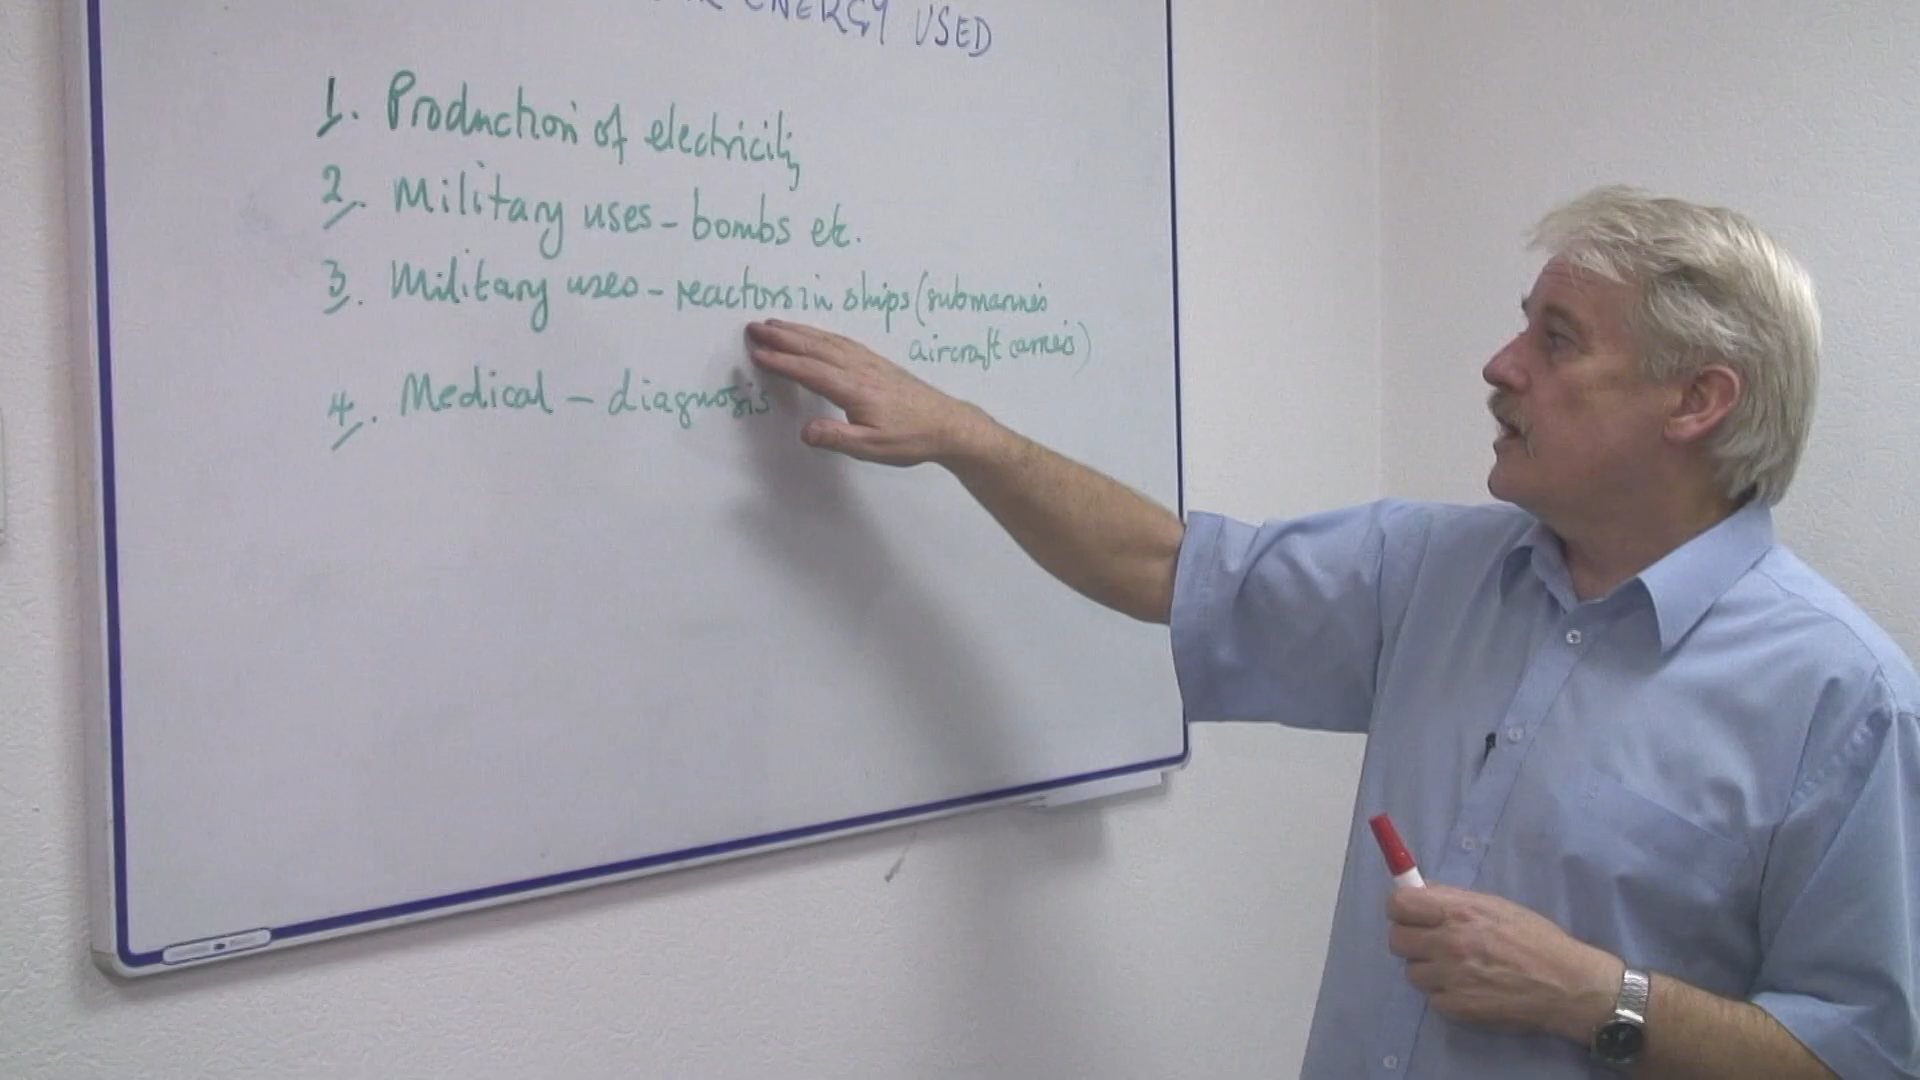 ENERGY USED
1. Production of electricity
2. Military uses - bombs etc.
3. Military uses - reactors in ships (submarines
aircraft carriers)
4. Medical - diagnosis